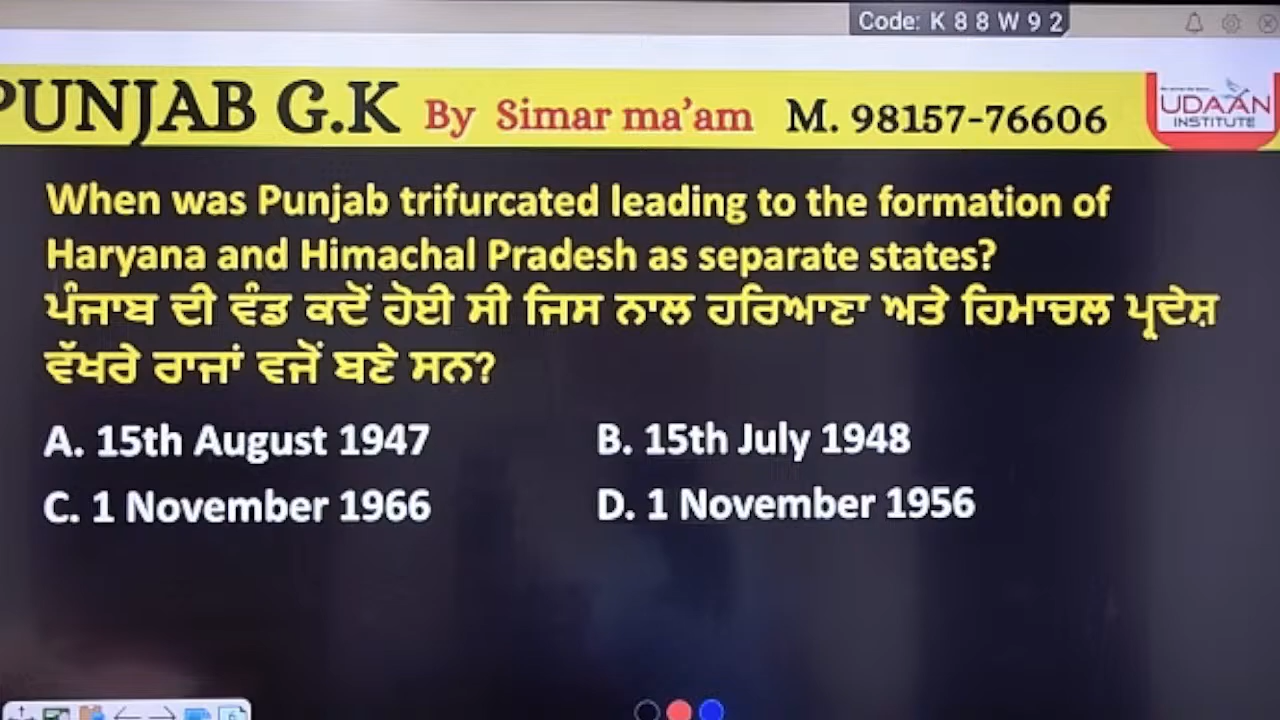 Code: K 8 8 W 9 2
PUNJAB G.K By Simar ma'am M. 98157-76606
UDAAN
INSTITUTE
When was Punjab trifurcated leading to the formation of
Haryana and Himachal Pradesh as separate states?
ਪੰਜਾਬ ਦੀ ਵੰਡ ਕਦੋਂ ਹੋਈ ਸੀ ਜਿਸ ਨਾਲ ਹਰਿਆਣਾ ਅਤੇ ਹਿਮਾਚਲ ਪ੍ਰਦੇਸ਼
ਵੱਖਰੇ ਰਾਜਾਂ ਵਜੋਂ ਬਣੇ ਸਨ?
A. 15th August 1947 B. 15th July 1948
C. 1 November 1966 D. 1 November 1956